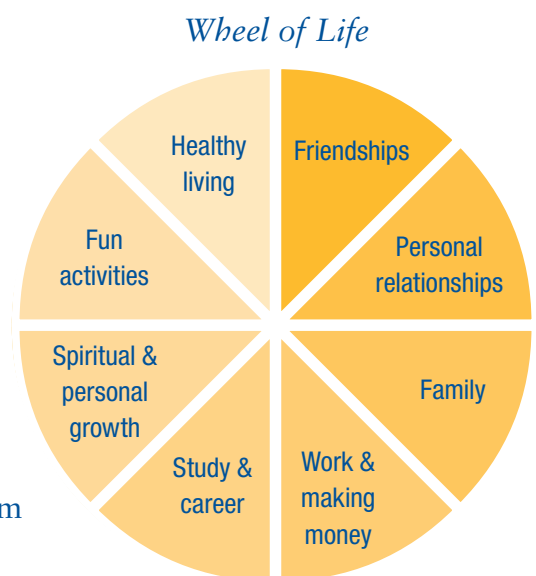 Wheel of Life
Friendships
Personal
relationships
Family
Work &
making
money
Study &
career
Spiritual &
personal
growth
Fun
activities
Healthy
living
m